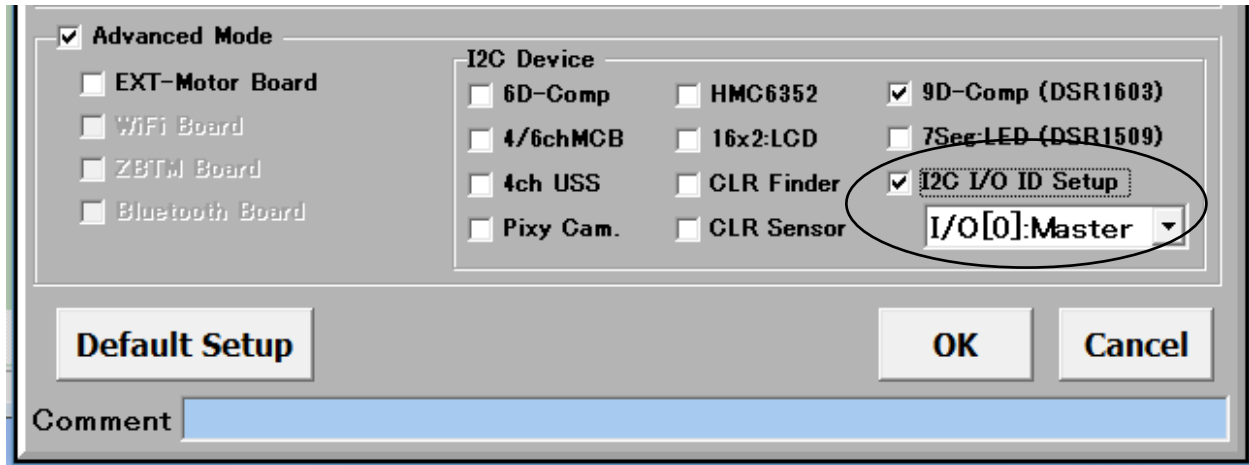 Advanced Mode
EXT-Motor Board
WiFi Board
ZBTM Board
Bluetooth Board
I2C Device
6D-Comp
HMC6352
9D-Comp (DSR1603)
4/6chMCB
16x2:LCD
7Seg:LED (DSR1509)
4ch USS
CLR Finder
I2C I/O ID Setup
Pixy Cam.
CLR Sensor
I/O[0]:Master
Default Setup
OK
Cancel
Comment